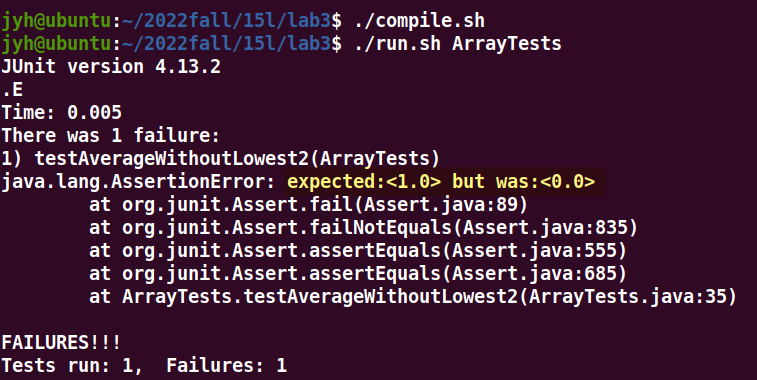 jyh@ubuntu:~/2022fall/15l/lab3$ ./compile.sh
jyh@ubuntu:~/2022fall/15l/lab3$ ./run.sh ArrayTests
JUnit version 4.13.2
.E
Time: 0.005
There was 1 failure:
1) testAverageWithoutLowest2(ArrayTests)
java.lang.AssertionError: expected:<1.0> but was:<0.0>
        at org.junit.Assert.fail(Assert.java:89)
        at org.junit.Assert.failNotEquals(Assert.java:835)
        at org.junit.Assert.assertEquals(Assert.java:555)
        at org.junit.Assert.assertEquals(Assert.java:685)
        at ArrayTests.testAverageWithoutLowest2(ArrayTests.java:35)
FAILURES!!!
Tests run: 1,  Failures: 1